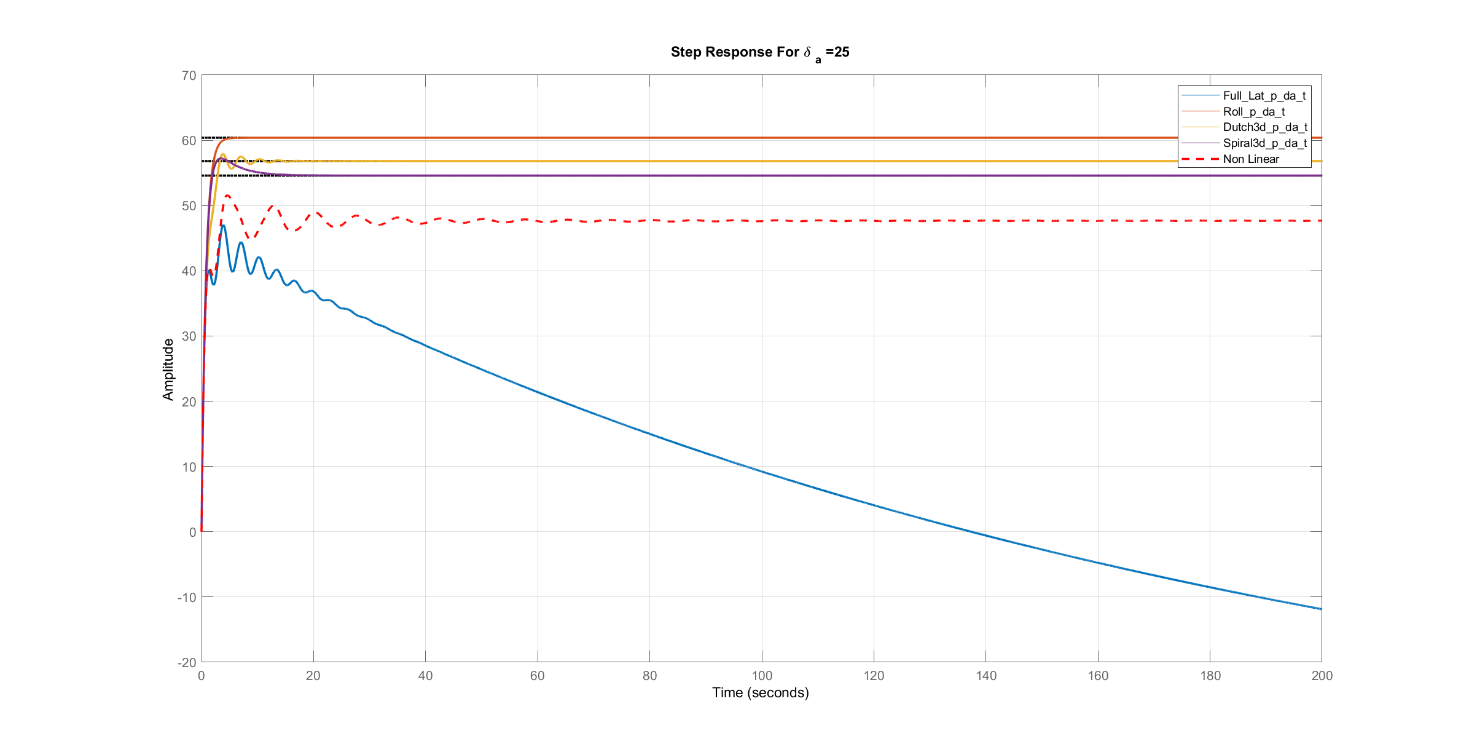 Step Response For δ a =25
70
60
50
40
30
20
10
0
-10
-20
Amplitude
Full_Lat_p_da_t
Roll_p_da_t
Dutch3d_p_da_t
Spiral3d_p_da_t
Non Linear
0 20 40 60 80 100 120 140 160 180 200
Time (seconds)